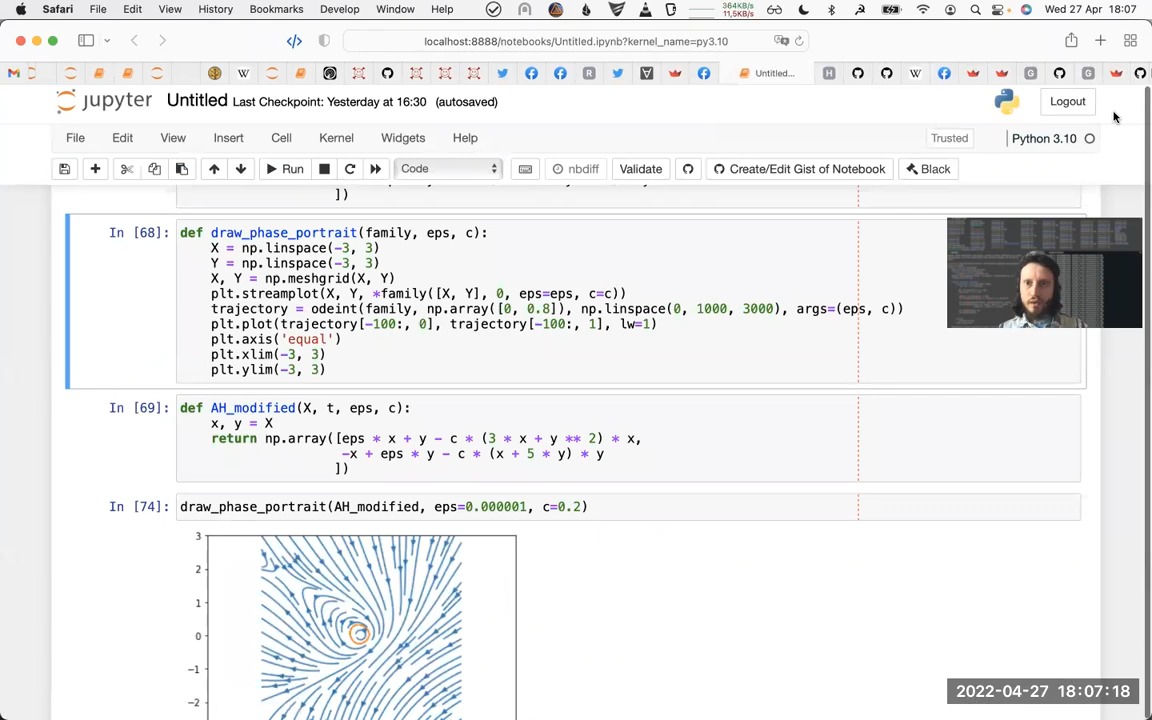 Safari File Edit View History Bookmarks Develop Window Help 364KB/s 11,5KB/s Wed 27 Apr 18:07
localhost:8888/notebooks/Untitled.ipynb?kernel_name=py3.10
Untitled...
jupyter Untitled Last Checkpoint: Yesterday at 16:30 (autosaved) Logout
File Edit View Insert Cell Kernel Widgets Help Trusted Python 3.10
Run Code nbdiff Validate Create/Edit Gist of Notebook Black
])
In [68]: def draw_phase_portrait(family, eps, c):
X = np.linspace(-3, 3)
Y = np.linspace(-3, 3)
X, Y = np.meshgrid(X, Y)
plt.streamplot(X, Y, *family([X, Y], 0, eps=eps, c=c))
trajectory = odeint(family, np.array([0, 0.8]), np.linspace(0, 1000, 3000), args=(eps, c))
plt.plot(trajectory[-100:, 0], trajectory[-100:, 1], lw=1)
plt.axis('equal')
plt.xlim(-3, 3)
plt.ylim(-3, 3)
In [69]: def AH_modified(X, t, eps, c):
x, y = X
return np.array([eps * x + y - c * (3 * x + y ** 2) * x,
-x + eps * y - c * (x + 5 * y) * y
])
In [74]: draw_phase_portrait(AH_modified, eps=0.000001, c=0.2)
3
2
1
0
−1
−2
2022-04-27 18:07:18